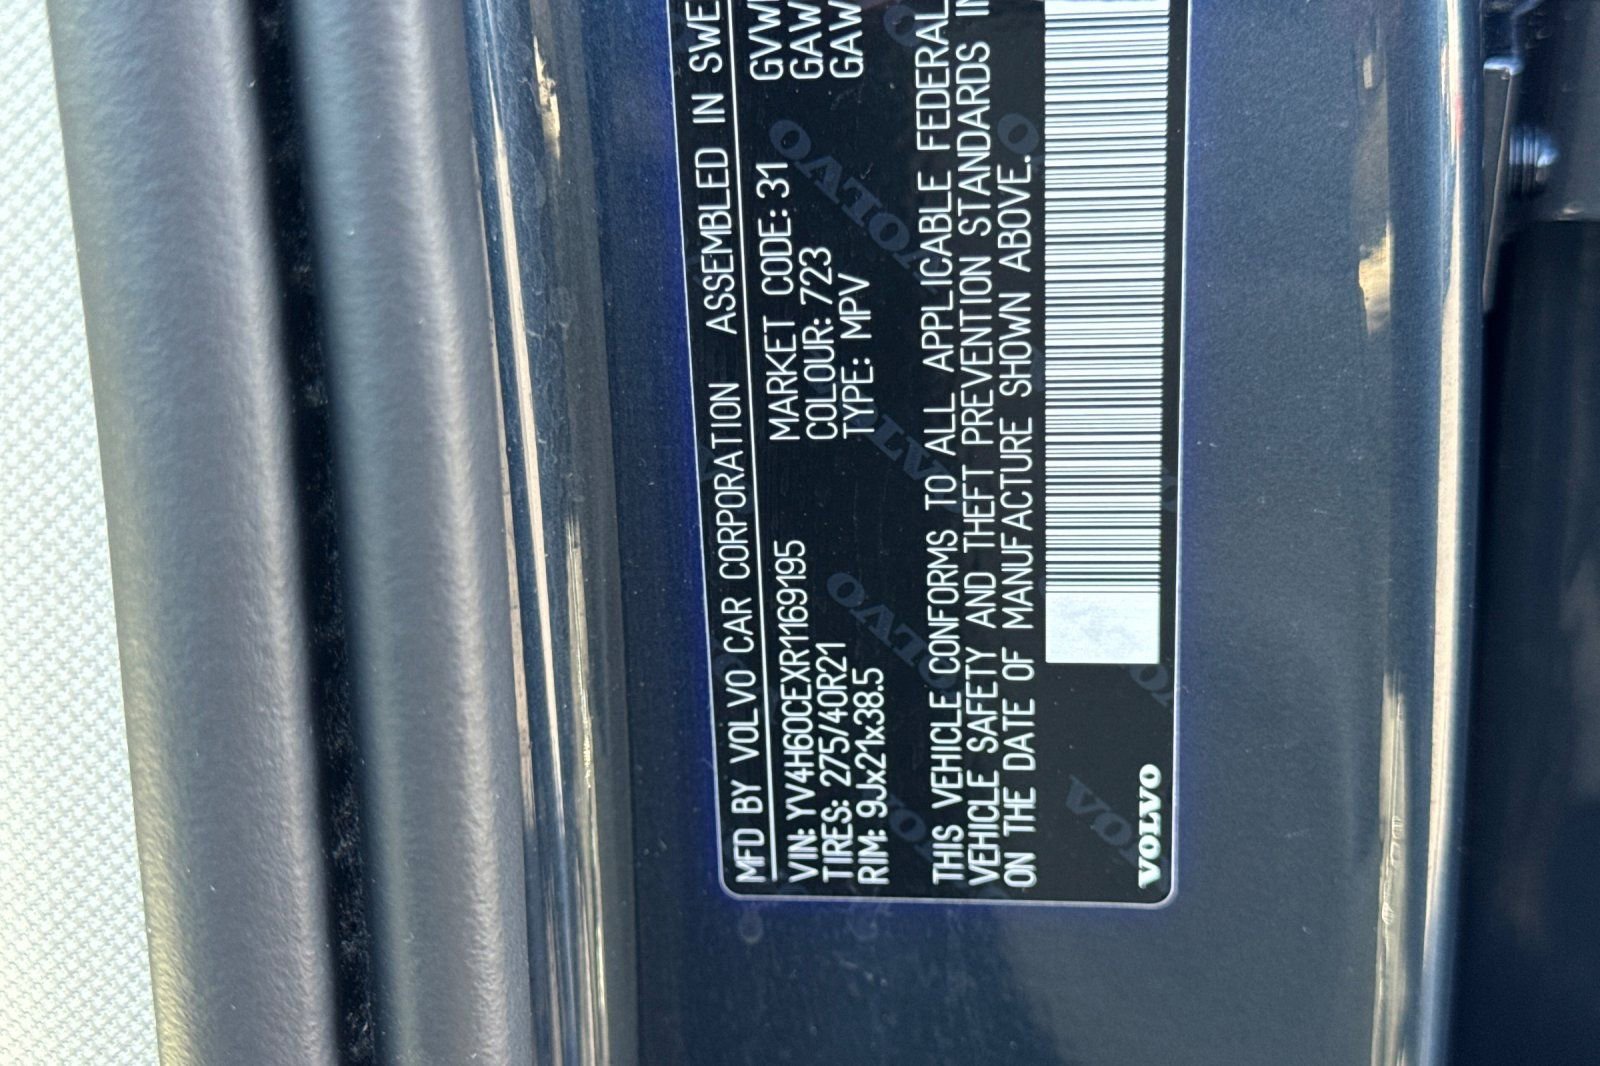 MFD BY VOLVO CAR CORPORATION ASSEMBLED IN
VIN: YV4H60CEXR1169195
TIRES: 275/40R21
RIM: 9Jx21x38.5
MARKET CODE: 31
COLOUR: 723
TYPE: MPV
THIS VEHICLE CONFORMS TO ALL APPLICABLE FEDERAL
VEHICLE SAFETY AND THEFT PREVENTION STANDARDS
ON THE DATE OF MANUFACTURE SHOWN ABOVE.
VOLVO